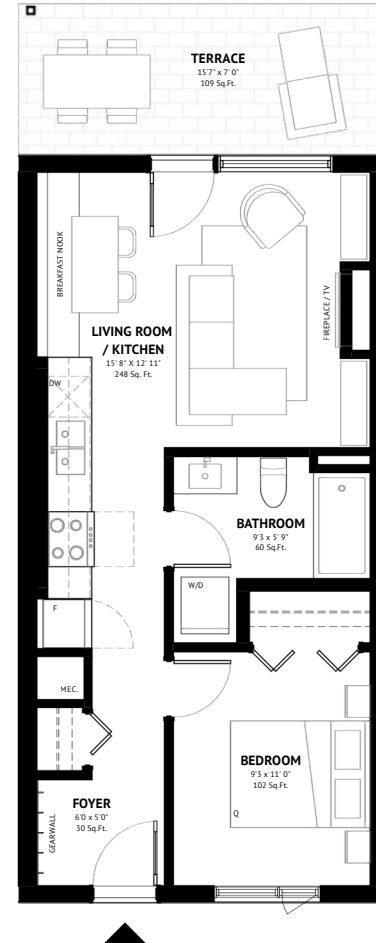 TERRACE
15'7" x 7' 0"
109 Sq.Ft.
BREAKFAST NOOK
LIVING ROOM
/ KITCHEN
15' 8" X 12' 11"
248 Sq. Ft.
FIREPLACE / TV
DW
BATHROOM
9'3 x 5' 9"
60 Sq.Ft.
W/D
F
MEC.
BEDROOM
9'3 x 11' 0"
102 Sq.Ft.
Q
FOYER
6'0 x 5'0"
30 Sq.Ft.
GEARWALL